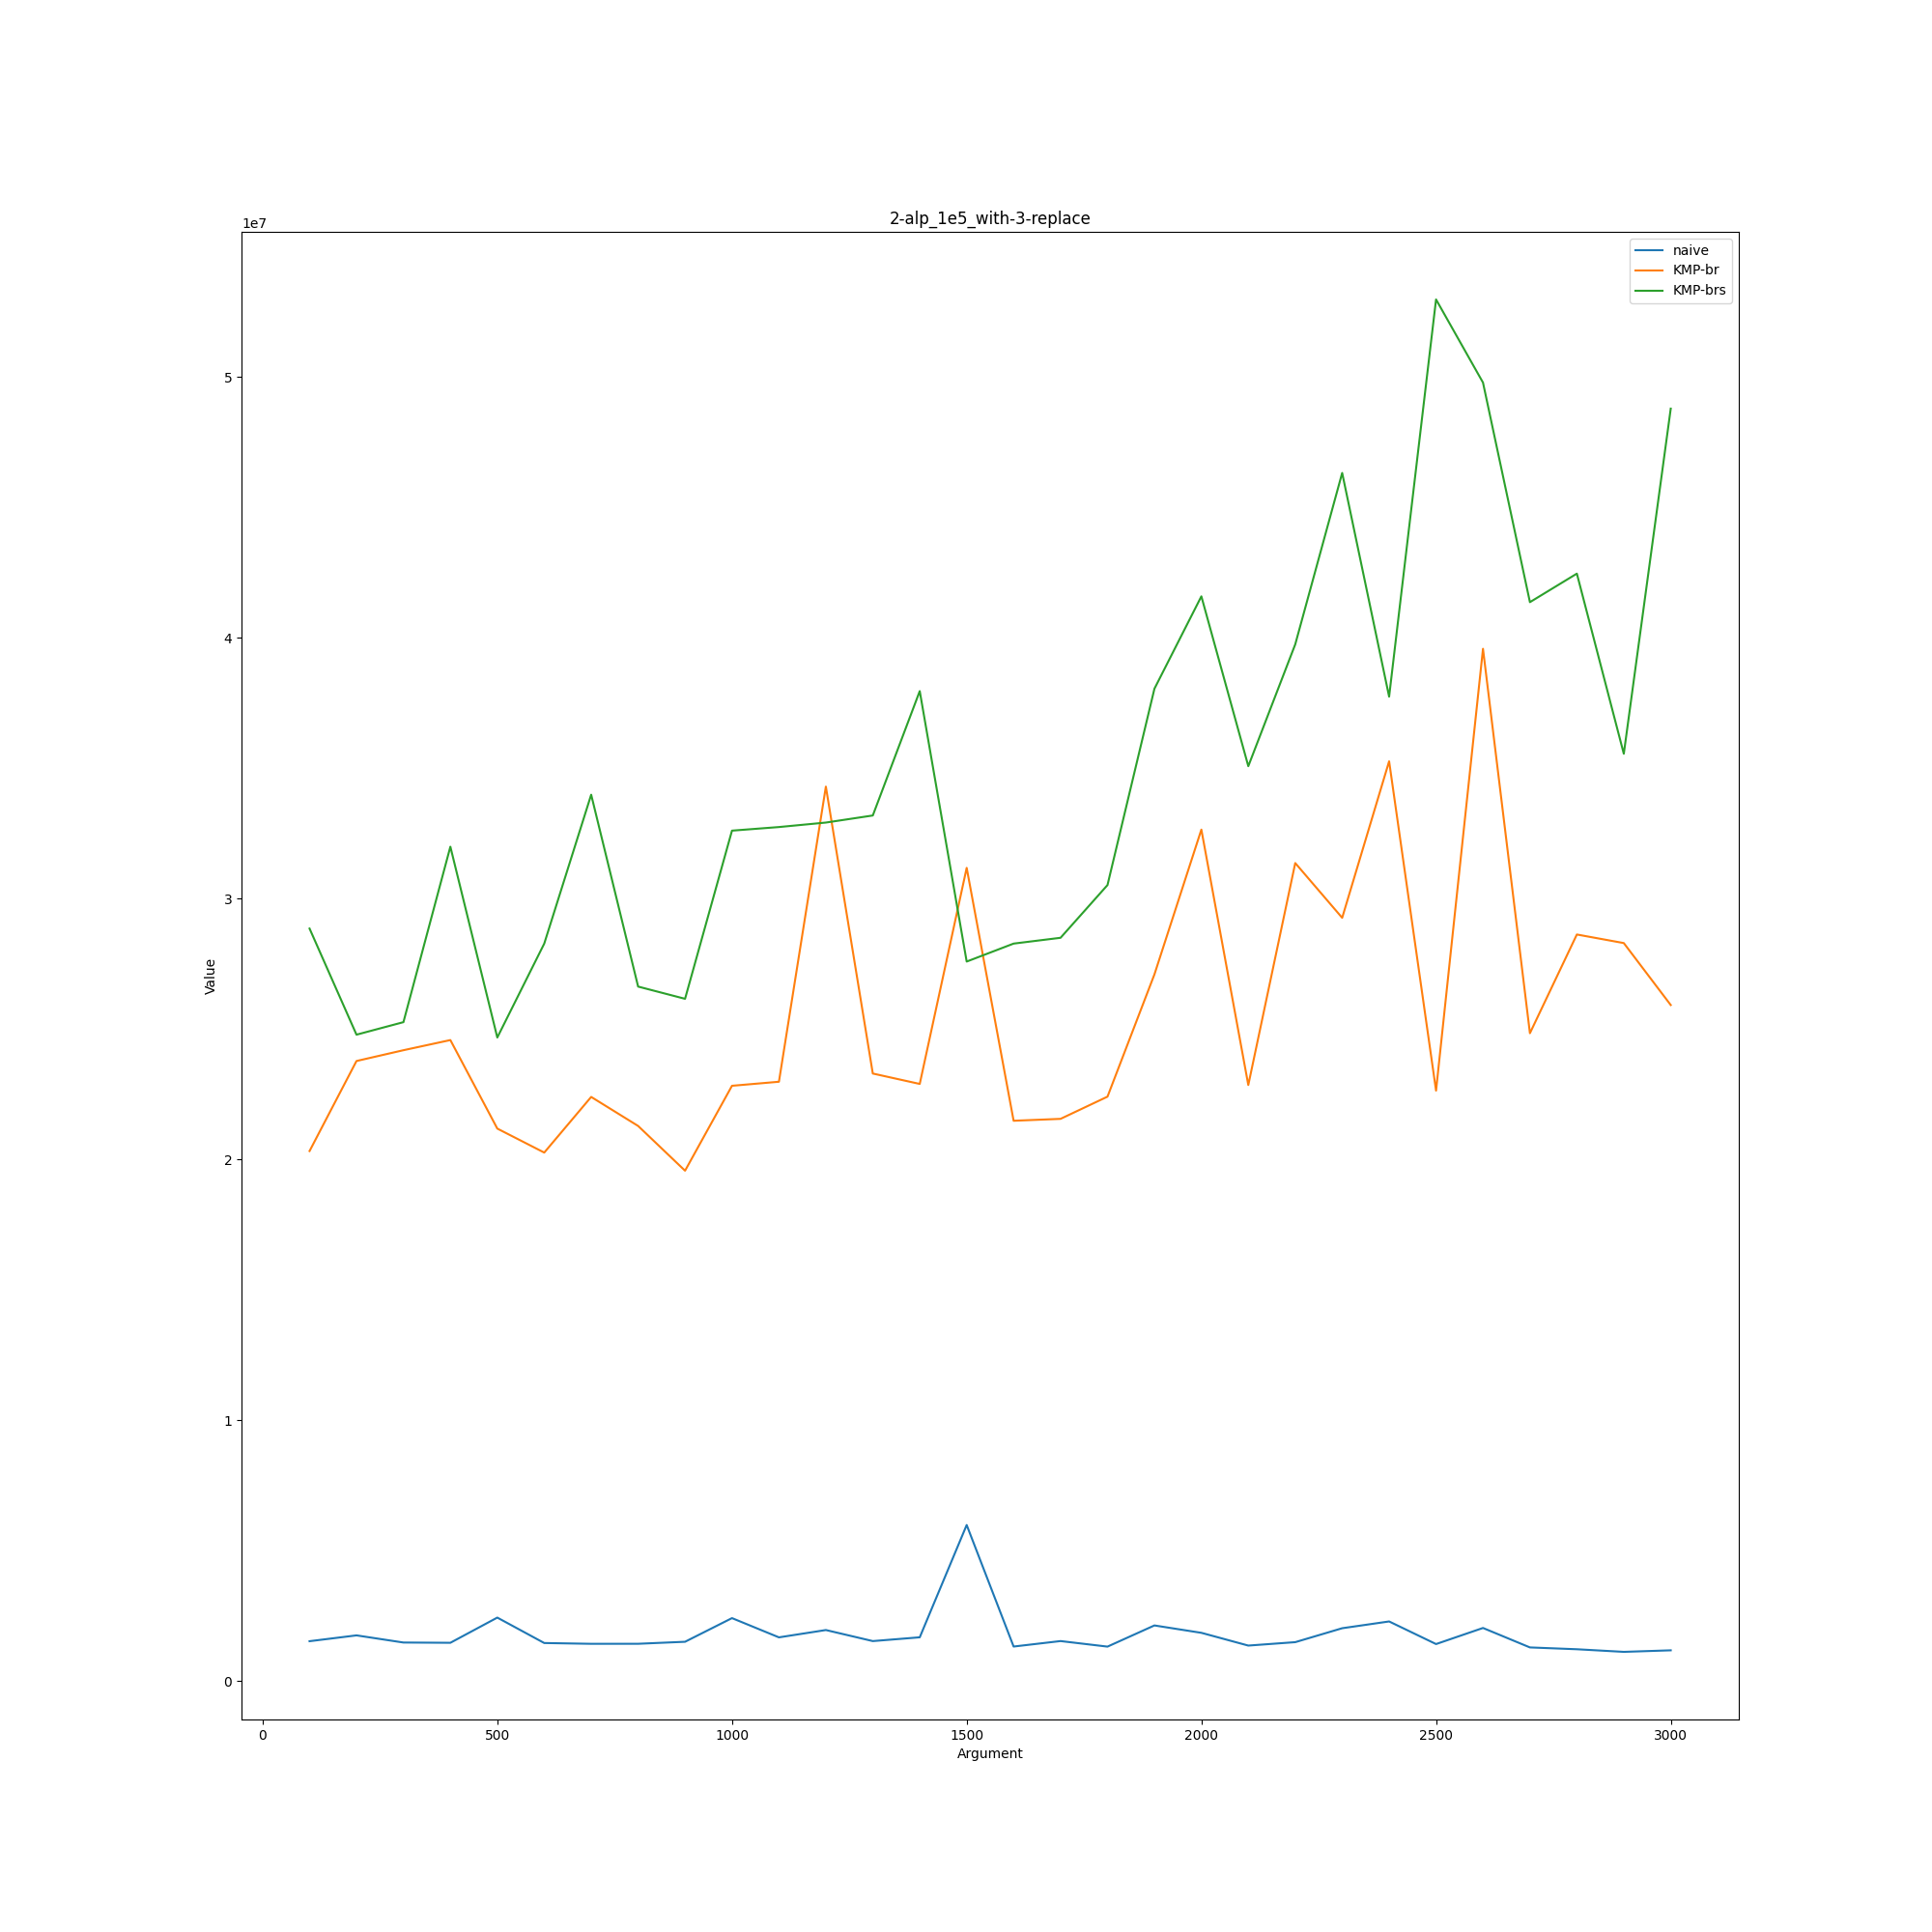 2-alp_1e5_with-3-replace
1e7
naive
KMP-br
KMP-brs
5
4
3
2
1
0
Value
0 500 1000 1500 2000 2500 3000
Argument